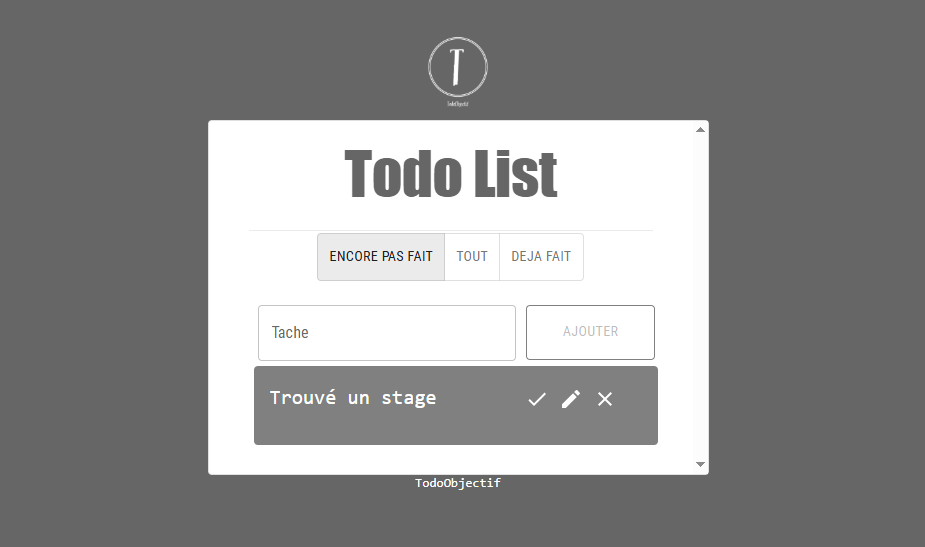 T
TodoObjectif
Todo List
ENCORE PAS FAIT TOUT DEJA FAIT
Tache AJOUTER
Trouvé un stage
TodoObjectif